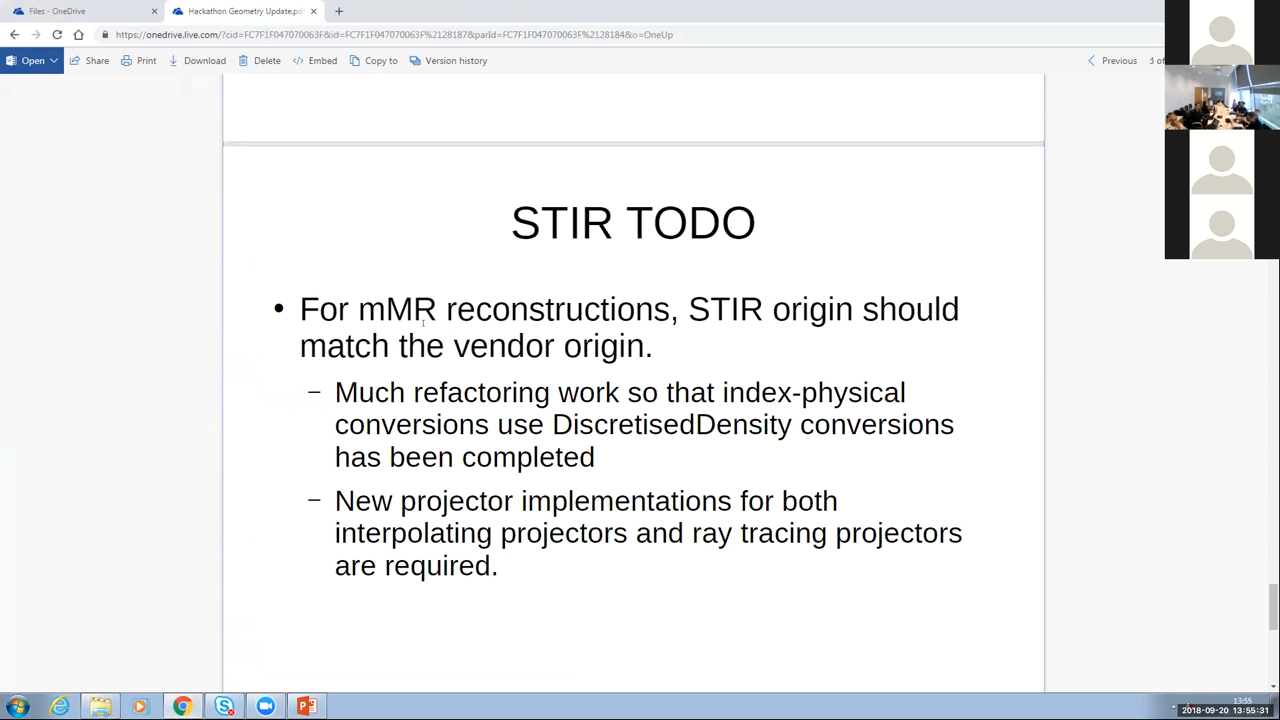 Files - OneDrive
Hackathon Geometry Update.pd
https://onedrive.live.com/?cid=FC7F1F047070063F&id=FC7F1F047070063F%2128187&parId=FC7F1F047070063F%2128184&o=OneUp
Open Share Print Download Delete Embed Copy to Version history Previous
STIR TODO
• For mMR reconstructions, STIR origin should
match the vendor origin.
– Much refactoring work so that index-physical
conversions use DiscretisedDensity conversions
has been completed
– New projector implementations for both
interpolating projectors and ray tracing projectors
are required.
13:55
2018-09-20 13:55:31